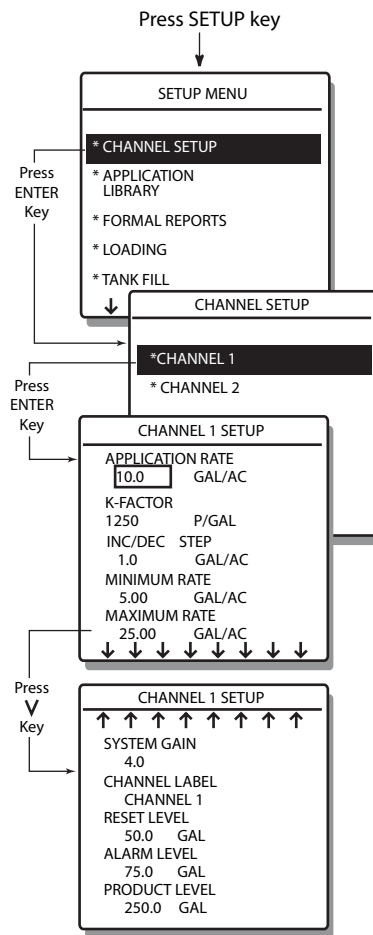 Press SETUP key
SETUP MENU
* CHANNEL SETUP
* APPLICATION
LIBRARY
* FORMAL REPORTS
* LOADING
* TANK FILL
↓
Press
ENTER
Key
CHANNEL SETUP
*CHANNEL 1
* CHANNEL 2
Press
ENTER
Key
CHANNEL 1 SETUP
APPLICATION RATE
10.0 GAL/AC
K-FACTOR
1250 P/GAL
INC/DEC STEP
1.0 GAL/AC
MINIMUM RATE
5.00 GAL/AC
MAXIMUM RATE
25.00 GAL/AC
↓ ↓ ↓ ↓ ↓ ↓ ↓ ↓
Press
V
Key
CHANNEL 1 SETUP
↑ ↑ ↑ ↑ ↑ ↑ ↑ ↑
SYSTEM GAIN
4.0
CHANNEL LABEL
CHANNEL 1
RESET LEVEL
50.0 GAL
ALARM LEVEL
75.0 GAL
PRODUCT LEVEL
250.0 GAL